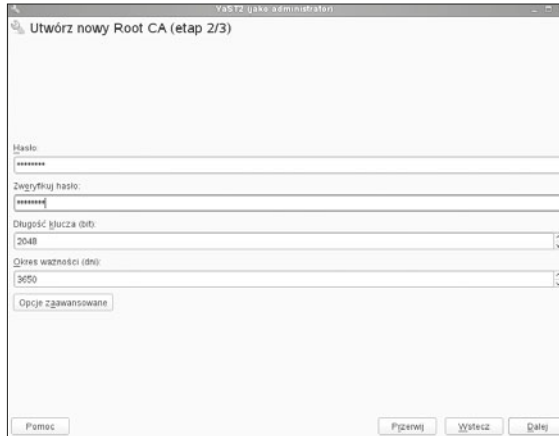 YaST2 (jako administrator)
Utwórz nowy Root CA (etap 2/3)
Hasło:
********
Zweryfikuj hasło:
********
Długość klucza (bit):
2048
Okres ważności (dni):
3650
Opcje zaawansowane
Pomoc
Przerwij
Wstecz
Dalej